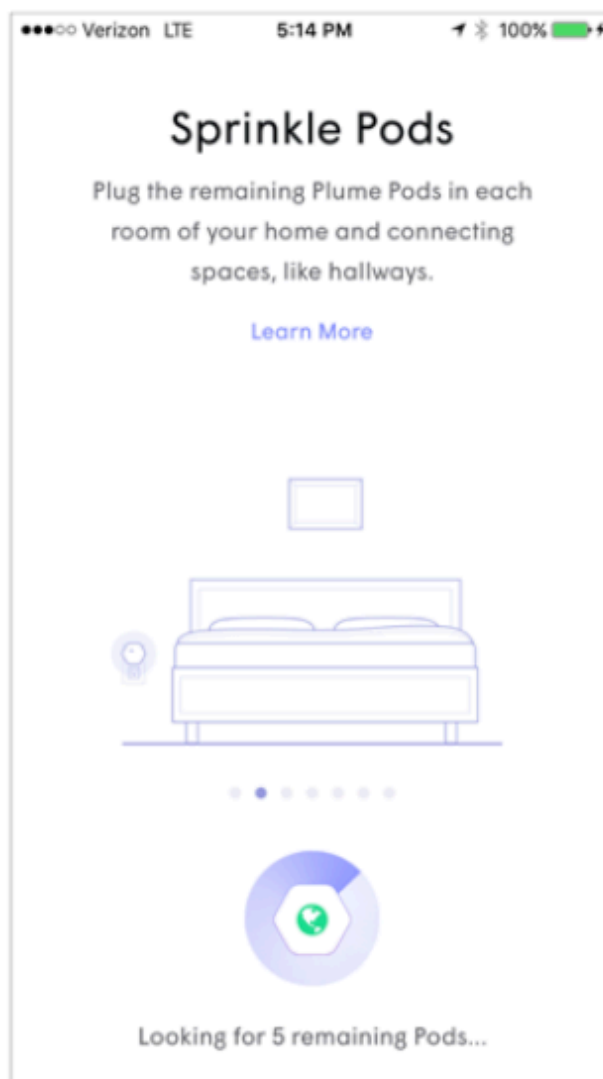 Verizon LTE 5:14 PM 100%
Sprinkle Pods
Plug the remaining Plume Pods in each
room of your home and connecting
spaces, like hallways.
Learn More
Looking for 5 remaining Pods...